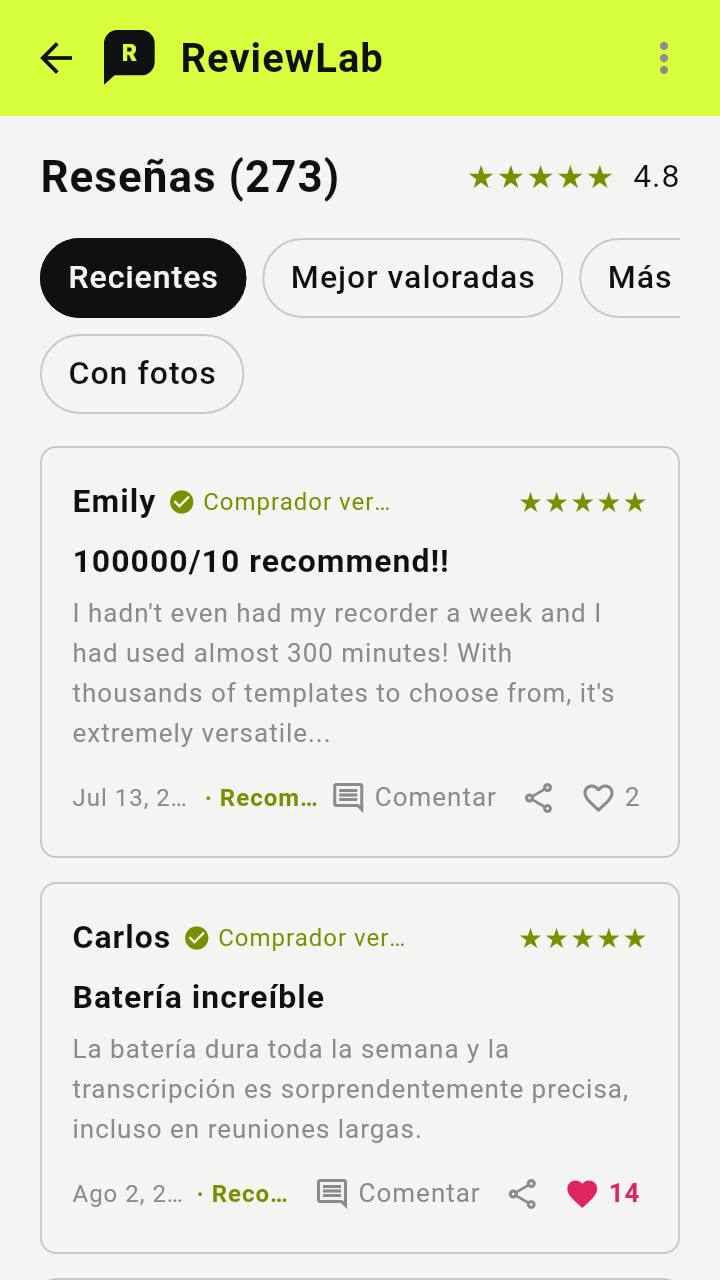 R ReviewLab
Reseñas (273) ★★★★★ 4.8
Recientes Mejor valoradas Más
Con fotos
Emily Comprador ver... ★★★★★
100000/10 recommend!!
I hadn't even had my recorder a week and I
had used almost 300 minutes! With
thousands of templates to choose from, it's
extremely versatile...
Jul 13, 2... · Recom... Comentar 2
Carlos Comprador ver... ★★★★★
Batería increíble
La batería dura toda la semana y la
transcripción es sorprendentemente precisa,
incluso en reuniones largas.
Ago 2, 2... · Reco... Comentar 14